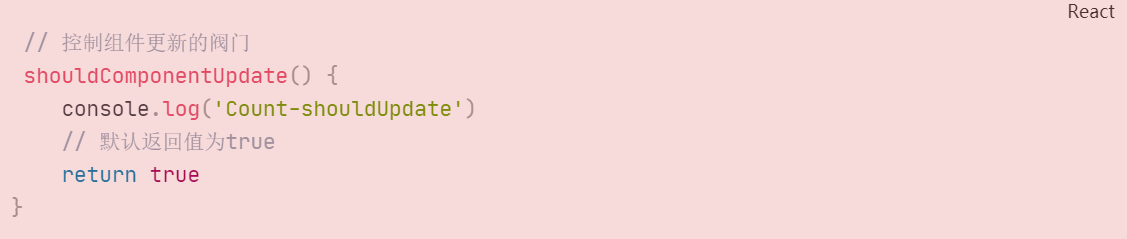 React
// 控制组件更新的阀门
shouldComponentUpdate() {
    console.log('Count-shouldUpdate')
    // 默认返回值为true
    return true
}